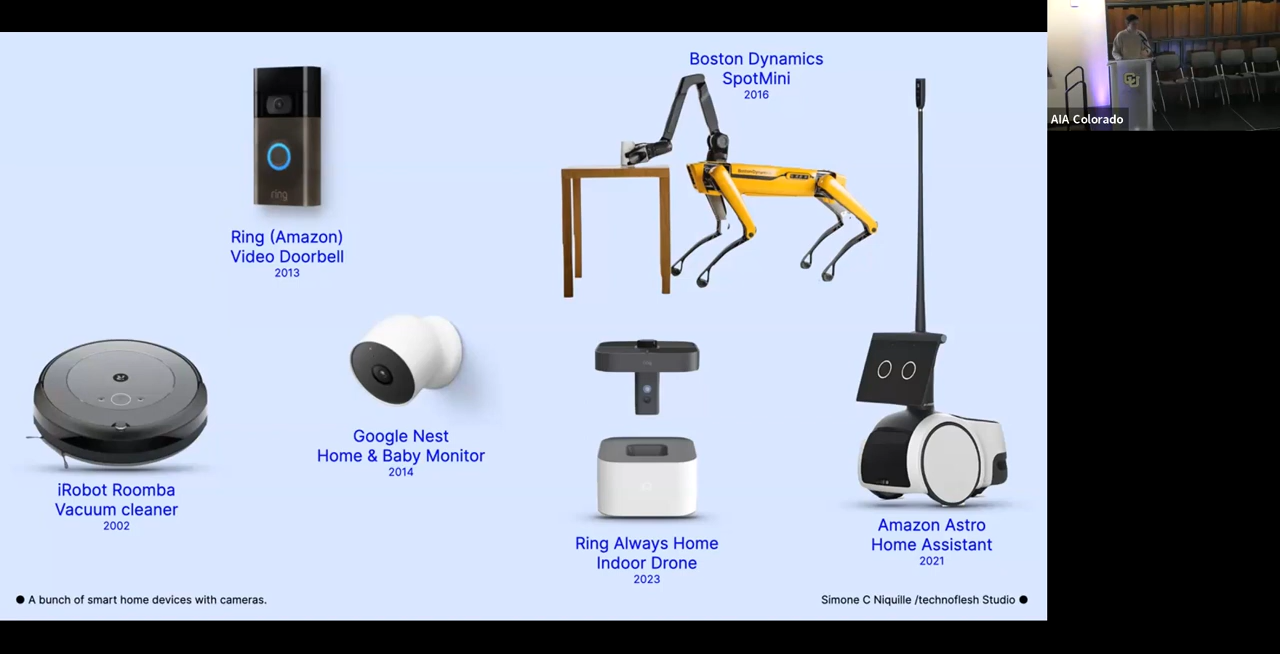 Boston Dynamics
SpotMini
2016
ring
Ring (Amazon)
Video Doorbell
2013
Google Nest
Home & Baby Monitor
2014
iRobot Roomba
Vacuum cleaner
2002
Ring Always Home
Indoor Drone
2023
Amazon Astro
Home Assistant
2021
● A bunch of smart home devices with cameras.
Simone C Niquille /technoflesh Studio ●
AIA Colorado
CU